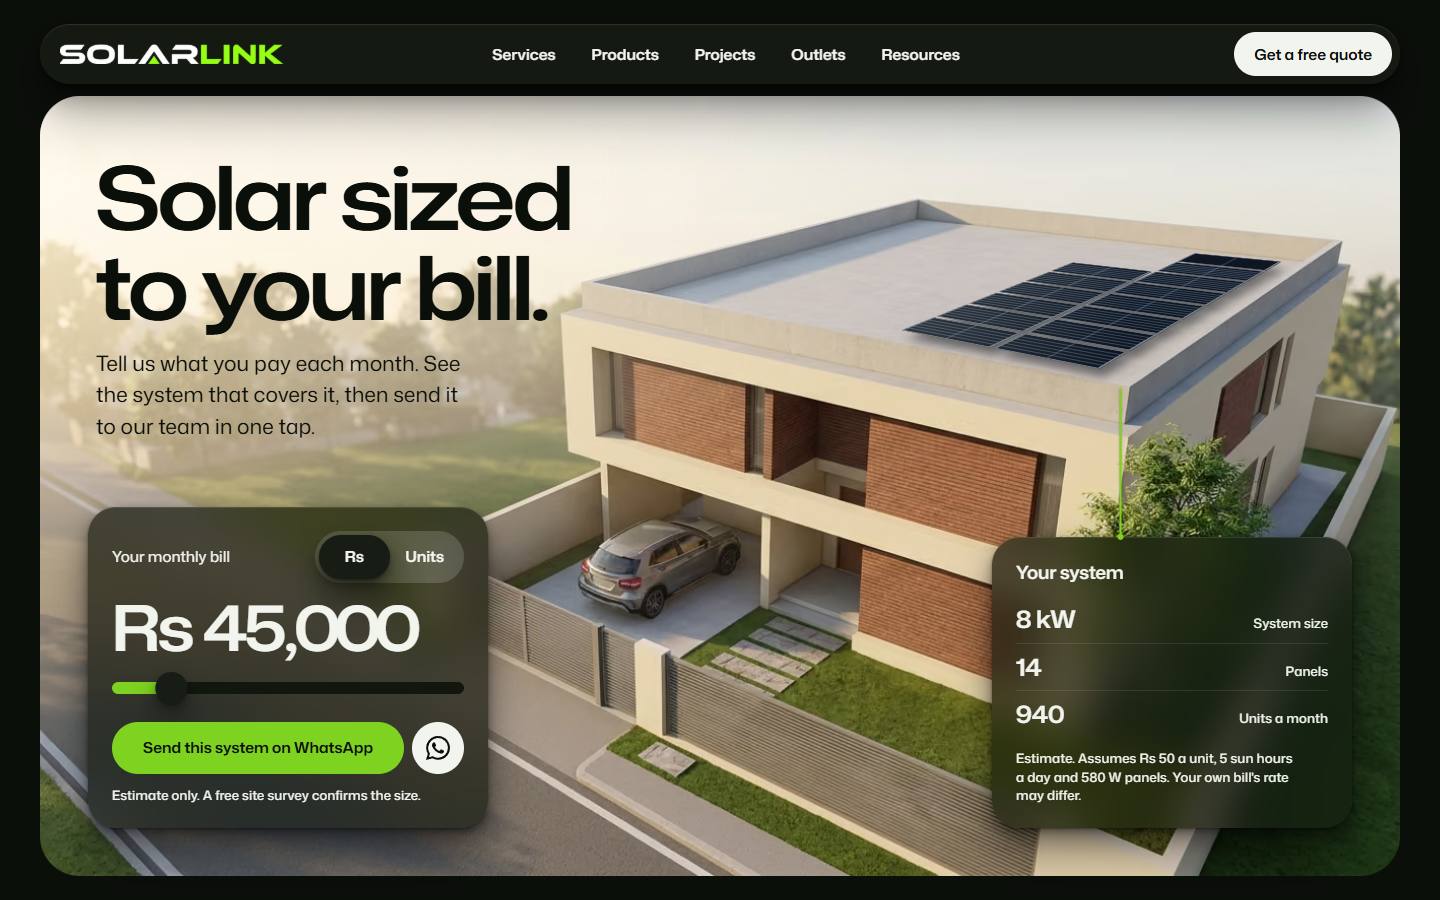 SOLARLINK
Services
Products
Projects
Outlets
Resources
Get a free quote
Solar sized
to your bill.
Tell us what you pay each month. See
the system that covers it, then send it
to our team in one tap.
Your monthly bill
Rs
Units
Rs 45,000
Send this system on WhatsApp
Estimate only. A free site survey confirms the size.
Your system
8 kW
System size
14
Panels
940
Units a month
Estimate. Assumes Rs 50 a unit, 5 sun hours
a day and 580 W panels. Your own bill's rate
may differ.